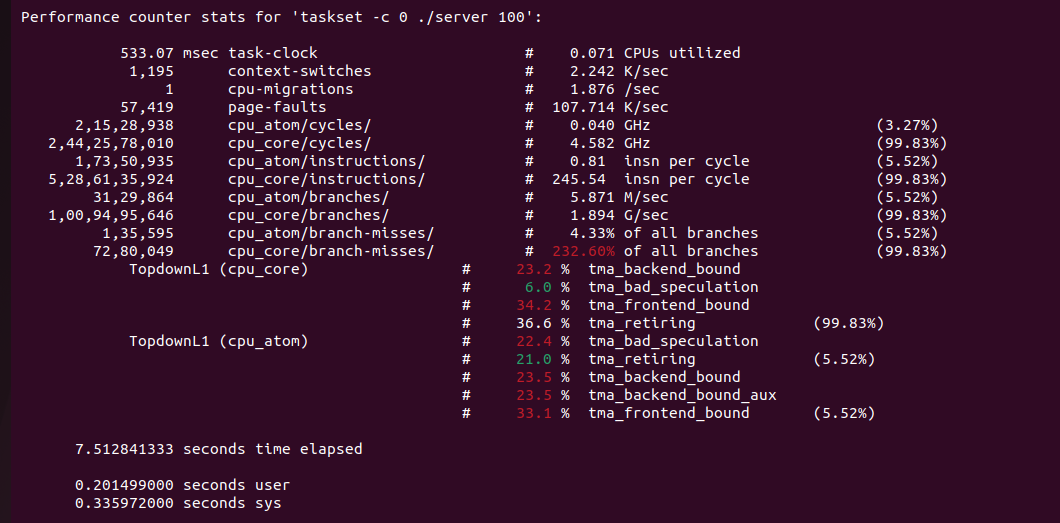 Performance counter stats for 'taskset -c 0 ./server 100':
533.07 msec task-clock # 0.071 CPUs utilized
1,195 context-switches # 2.242 K/sec
1 cpu-migrations # 1.876 /sec
57,419 page-faults # 107.714 K/sec
2,15,28,938 cpu_atom/cycles/ # 0.040 GHz (3.27%)
2,44,25,78,010 cpu_core/cycles/ # 4.582 GHz (99.83%)
1,73,50,935 cpu_atom/instructions/ # 0.81 insn per cycle (5.52%)
5,28,61,35,924 cpu_core/instructions/ # 245.54 insn per cycle (99.83%)
31,29,864 cpu_atom/branches/ # 5.871 M/sec (5.52%)
1,00,94,95,646 cpu_core/branches/ # 1.894 G/sec (99.83%)
1,35,595 cpu_atom/branch-misses/ # 4.33% of all branches (5.52%)
72,80,049 cpu_core/branch-misses/ # 232.60% of all branches (99.83%)
TopdownL1 (cpu_core) # 23.2 % tma_backend_bound
# 6.0 % tma_bad_speculation
# 34.2 % tma_frontend_bound
# 36.6 % tma_retiring (99.83%)
TopdownL1 (cpu_atom) # 22.4 % tma_bad_speculation
# 21.0 % tma_retiring (5.52%)
# 23.5 % tma_backend_bound
# 23.5 % tma_backend_bound_aux
# 33.1 % tma_frontend_bound (5.52%)
7.512841333 seconds time elapsed
0.201499000 seconds user
0.335972000 seconds sys